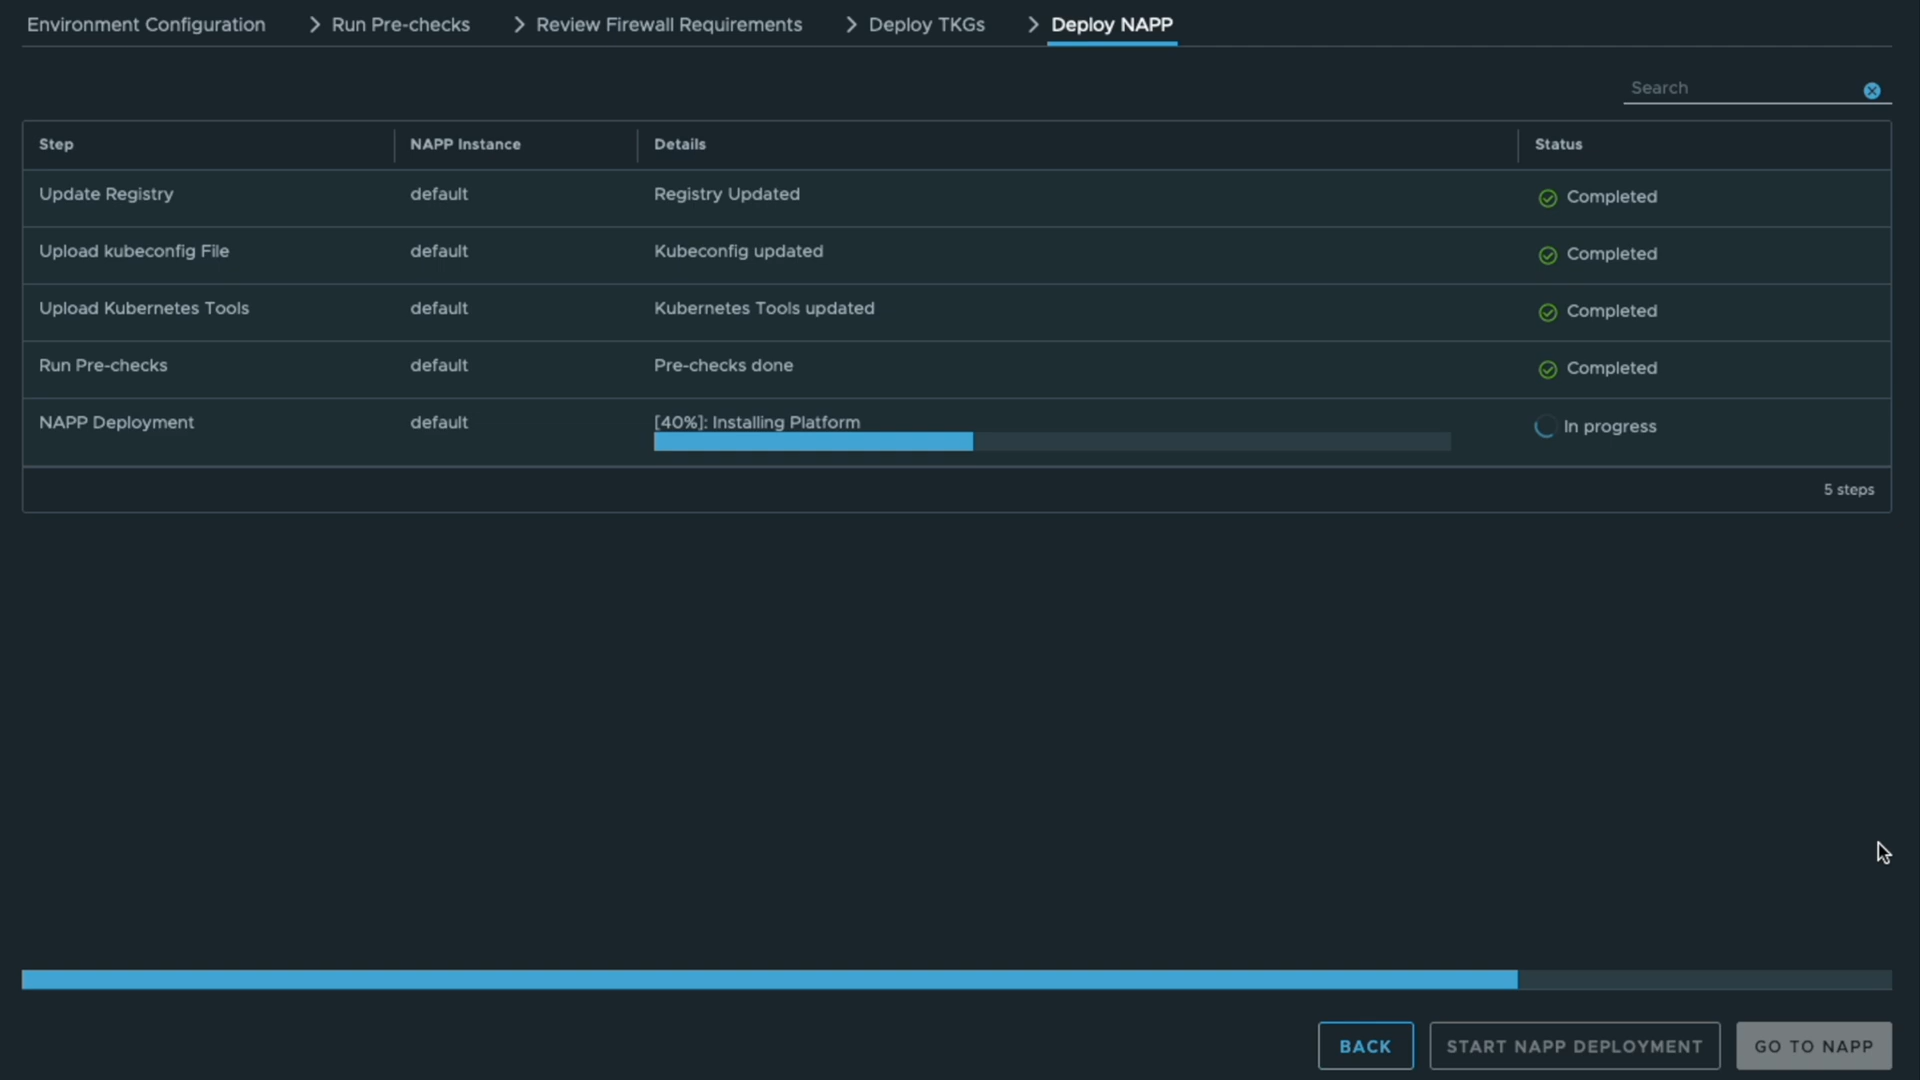 Environment Configuration > Run Pre-checks > Review Firewall Requirements > Deploy TKGs > Deploy NAPP
Search
Step NAPP Instance Details Status
Update Registry default Registry Updated Completed
Upload kubeconfig File default Kubeconfig updated Completed
Upload Kubernetes Tools default Kubernetes Tools updated Completed
Run Pre-checks default Pre-checks done Completed
NAPP Deployment default [40%]: Installing Platform In progress
5 steps
BACK START NAPP DEPLOYMENT GO TO NAPP